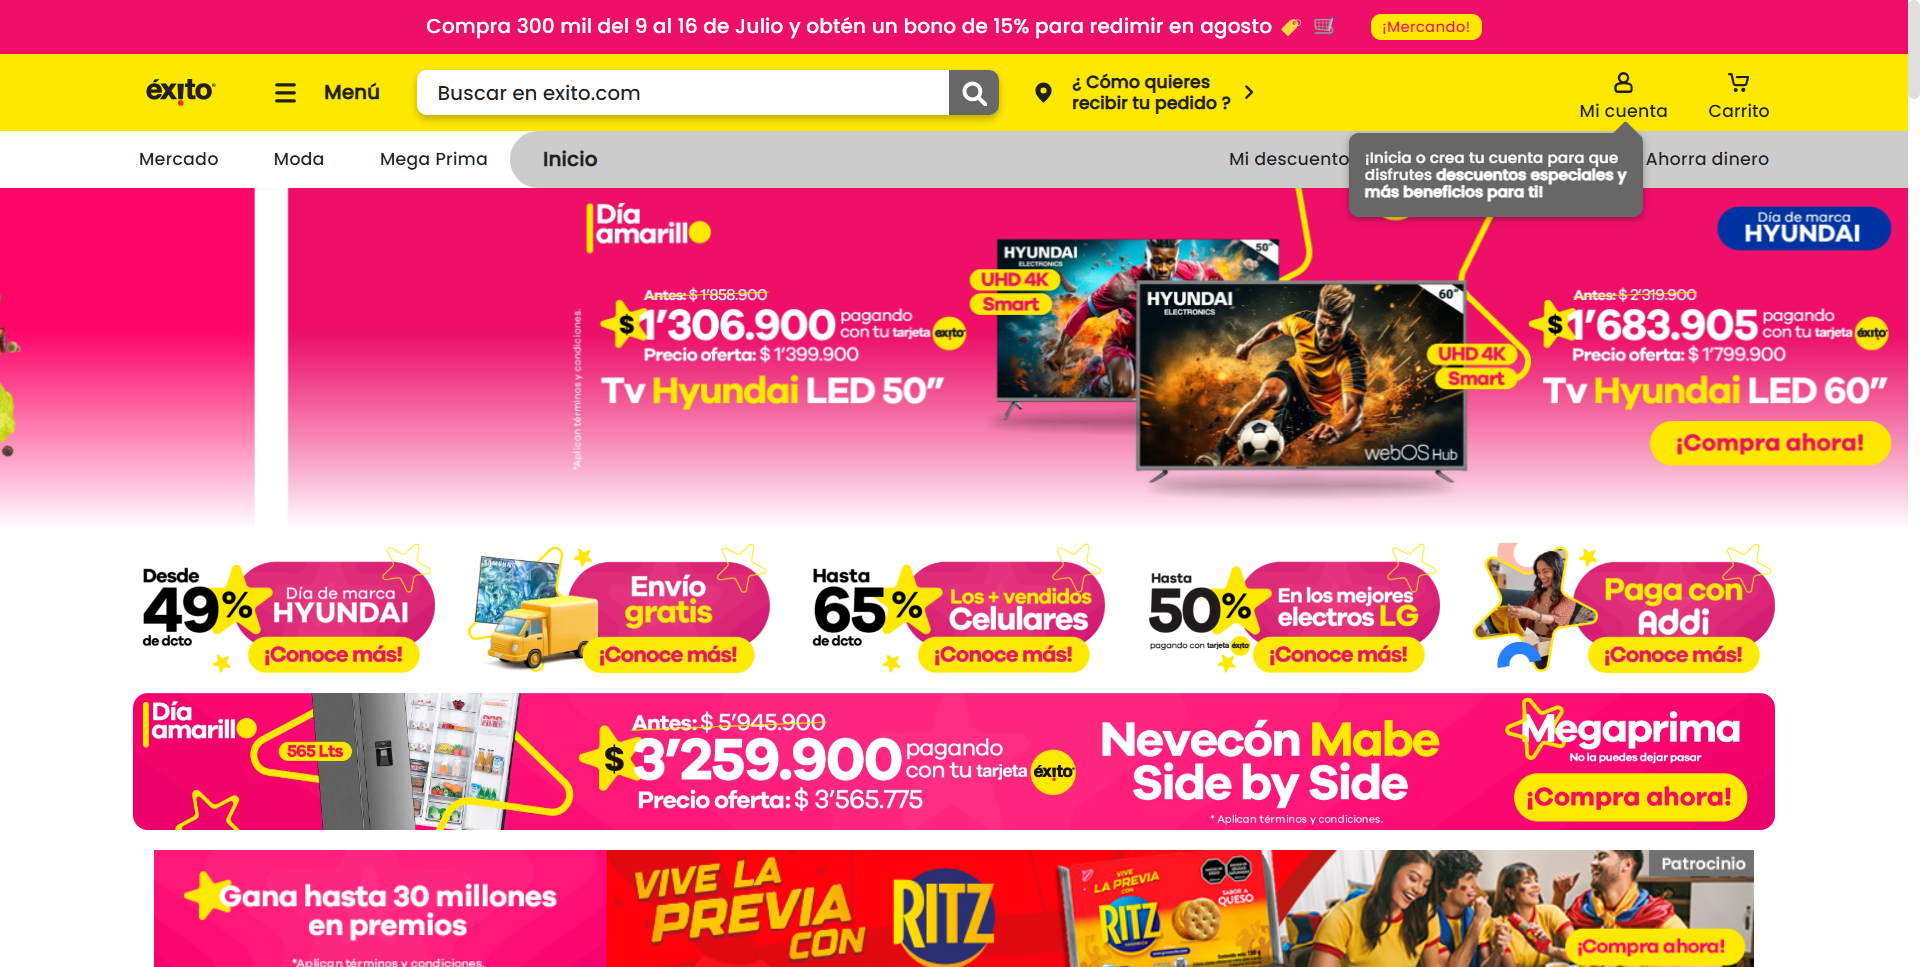 Compra 300 mil del 9 al 16 de Julio y obtén un bono de 15% para redimir en agosto
¡Mercando!
éxito
Menú
Buscar en exito.com
¿ Cómo quieres
recibir tu pedido ?
Mi cuenta
Carrito
Mercado
Moda
Mega Prima
Inicio
Mi descuento
Ahorra dinero
¡Inicia o crea tu cuenta para que
disfrutes descuentos especiales y
más beneficios para ti!
Día
amarillo
*Aplican términos y condiciones.
Antes: $ 1'858.900
$ 1'306.900 pagando
con tu tarjeta éxito
Precio oferta: $ 1'399.900
Tv Hyundai LED 50”
HYUNDAI
ELECTRONICS
50”
UHD 4K
Smart
HYUNDAI
ELECTRONICS
60”
UHD 4K
Smart
webOS Hub
Día de marca
HYUNDAI
Antes: $ 2'319.900
$ 1'683.905 pagando
con tu tarjeta éxito
Precio oferta: $ 1'799.900
Tv Hyundai LED 60”
¡Compra ahora!
Desde
49%
de dcto
Día de marca
HYUNDAI
¡Conoce más!
SAMSUNG
Envío
gratis
¡Conoce más!
Hasta
65%
de dcto
Los + vendidos
Celulares
¡Conoce más!
Hasta
50%
pagando con tarjeta éxito
En los mejores
electros LG
¡Conoce más!
Paga con
Addi
¡Conoce más!
Día
amarillo
565 Lts
Antes: $ 5'945.900
$ 3'259.900 pagando
con tu tarjeta éxito
Precio oferta: $ 3'565.775
Nevecón Mabe
Side by Side
* Aplican términos y condiciones.
Megaprima
No la puedes dejar pasar
¡Compra ahora!
Gana hasta 30 millones
en premios
*Aplican términos y condiciones.
VIVE LA
PREVIA
CON
RITZ
VIVE
LA PREVIA
CON
RITZ
SABOR A
QUESO
Patrocinio
¡Compra ahora!